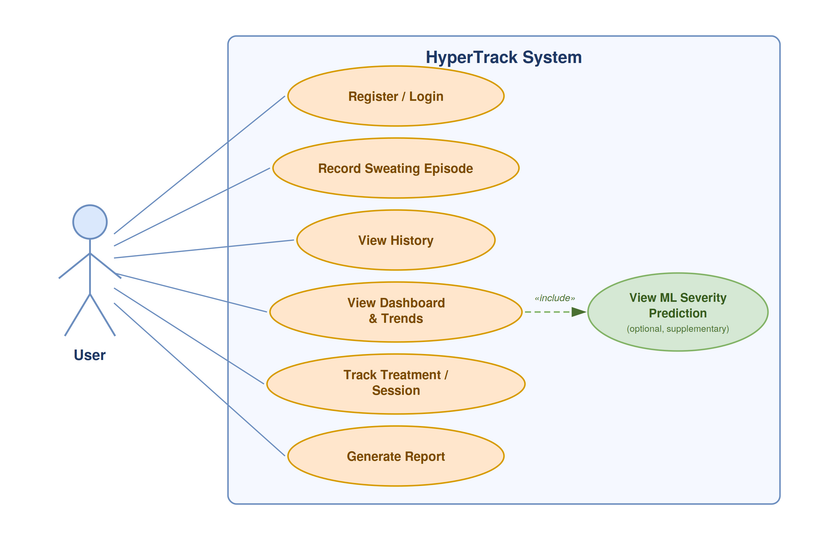 HyperTrack System
Register / Login
Record Sweating Episode
View History
View Dashboard
& Trends
«include»
View ML Severity
Prediction
(optional, supplementary)
Track Treatment /
Session
Generate Report
User